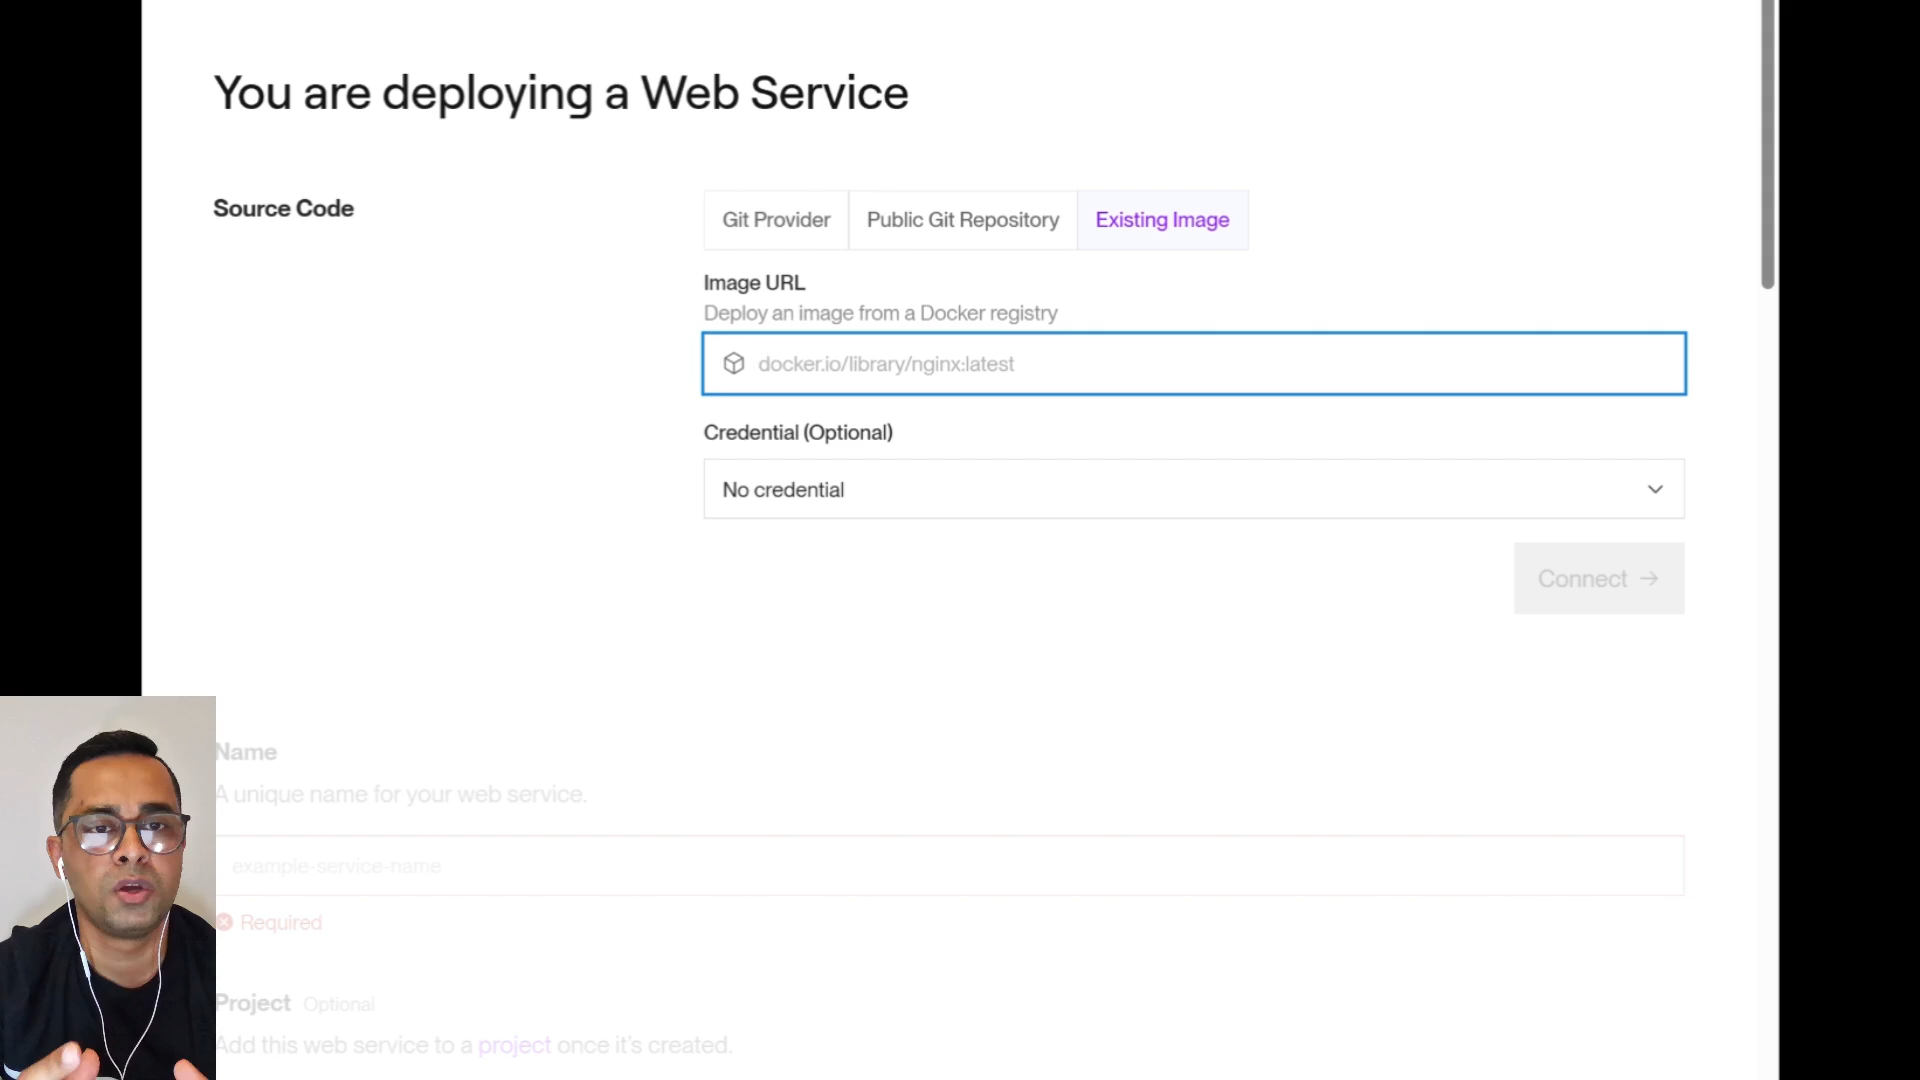 You are deploying a Web Service
Source Code
Git Provider
Public Git Repository
Existing Image
Image URL
Deploy an image from a Docker registry
docker.io/library/nginx:latest
Credential (Optional)
No credential
Connect →
Name
A unique name for your web service.
example-service-name
Required
Project Optional
Add this web service to a project once it's created.